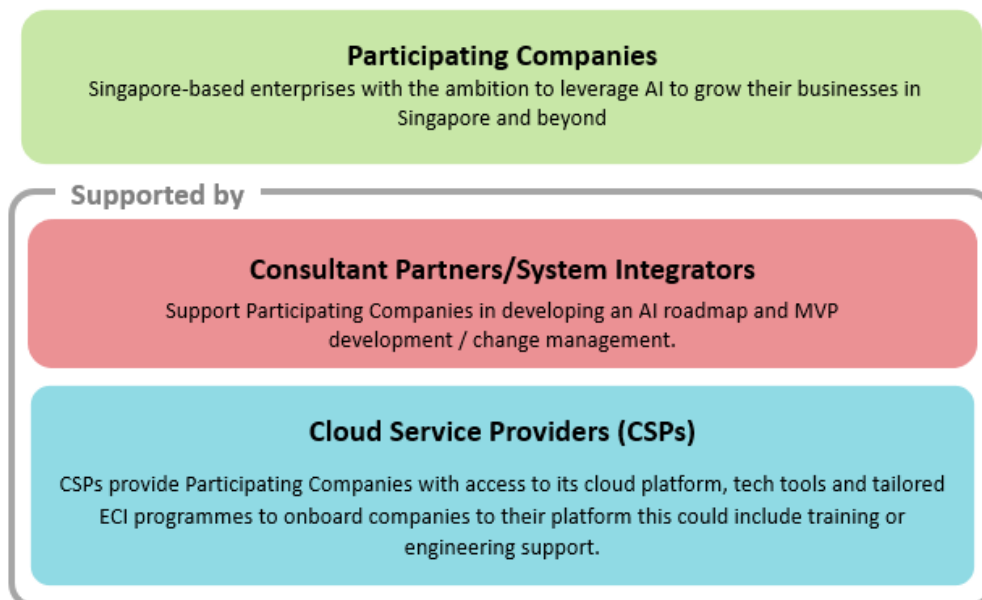 Participating Companies
Singapore-based enterprises with the ambition to leverage AI to grow their businesses in
Singapore and beyond
Supported by
Consultant Partners/System Integrators
Support Participating Companies in developing an AI roadmap and MVP
development / change management.
Cloud Service Providers (CSPs)
CSPs provide Participating Companies with access to its cloud platform, tech tools and tailored
ECI programmes to onboard companies to their platform this could include training or
engineering support.